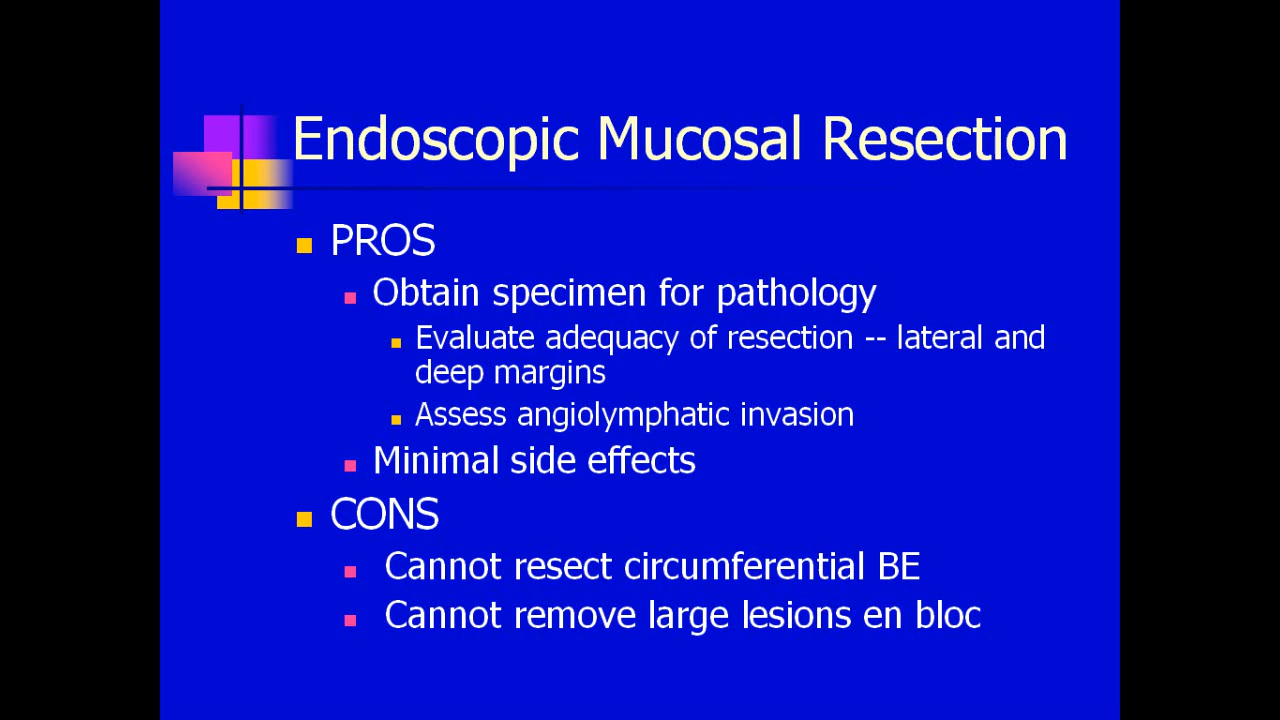 Endoscopic Mucosal Resection
PROS
Obtain specimen for pathology
Evaluate adequacy of resection -- lateral and
deep margins
Assess angiolymphatic invasion
Minimal side effects
CONS
Cannot resect circumferential BE
Cannot remove large lesions en bloc